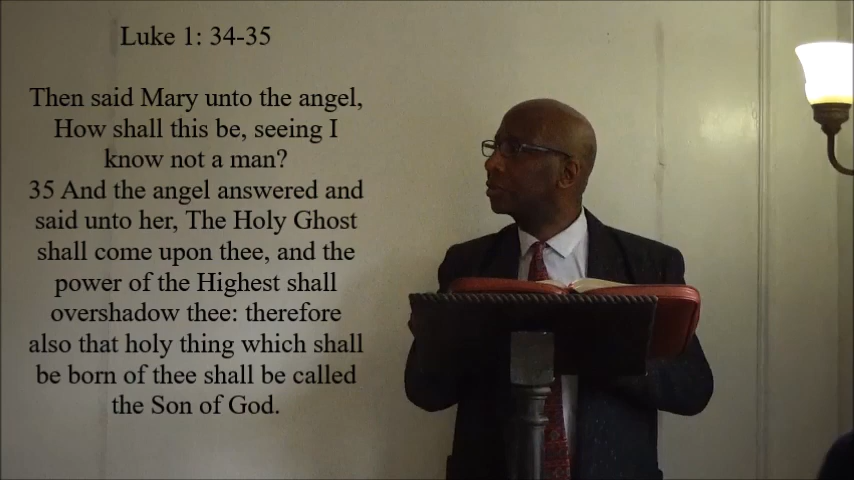 Luke 1: 34-35
Then said Mary unto the angel,
How shall this be, seeing I
know not a man?
35 And the angel answered and
said unto her, The Holy Ghost
shall come upon thee, and the
power of the Highest shall
overshadow thee: therefore
also that holy thing which shall
be born of thee shall be called
the Son of God.